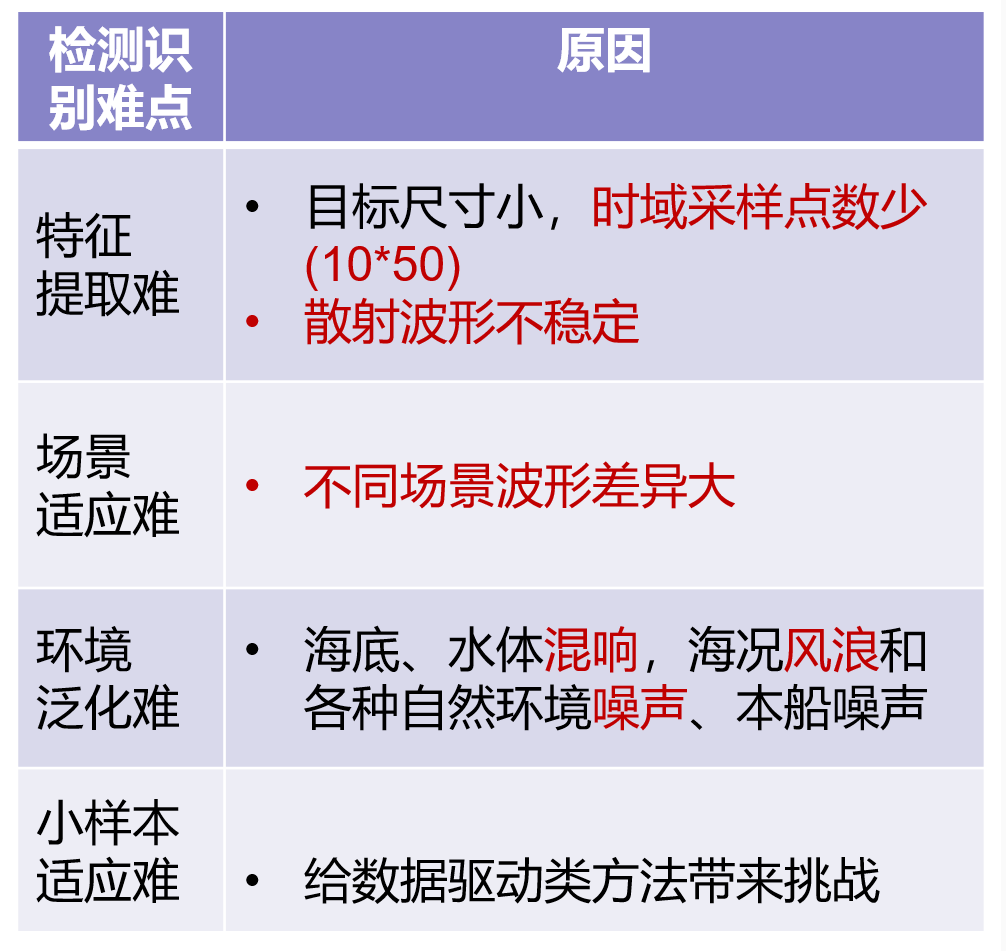 检测识
别难点
原因
特征
提取难
• 目标尺寸小，时域采样点数少
(10*50)
• 散射波形不稳定
场景
适应难
• 不同场景波形差异大
环境
泛化难
• 海底、水体混响，海况风浪和
各种自然环境噪声、本船噪声
小样本
适应难
• 给数据驱动类方法带来挑战